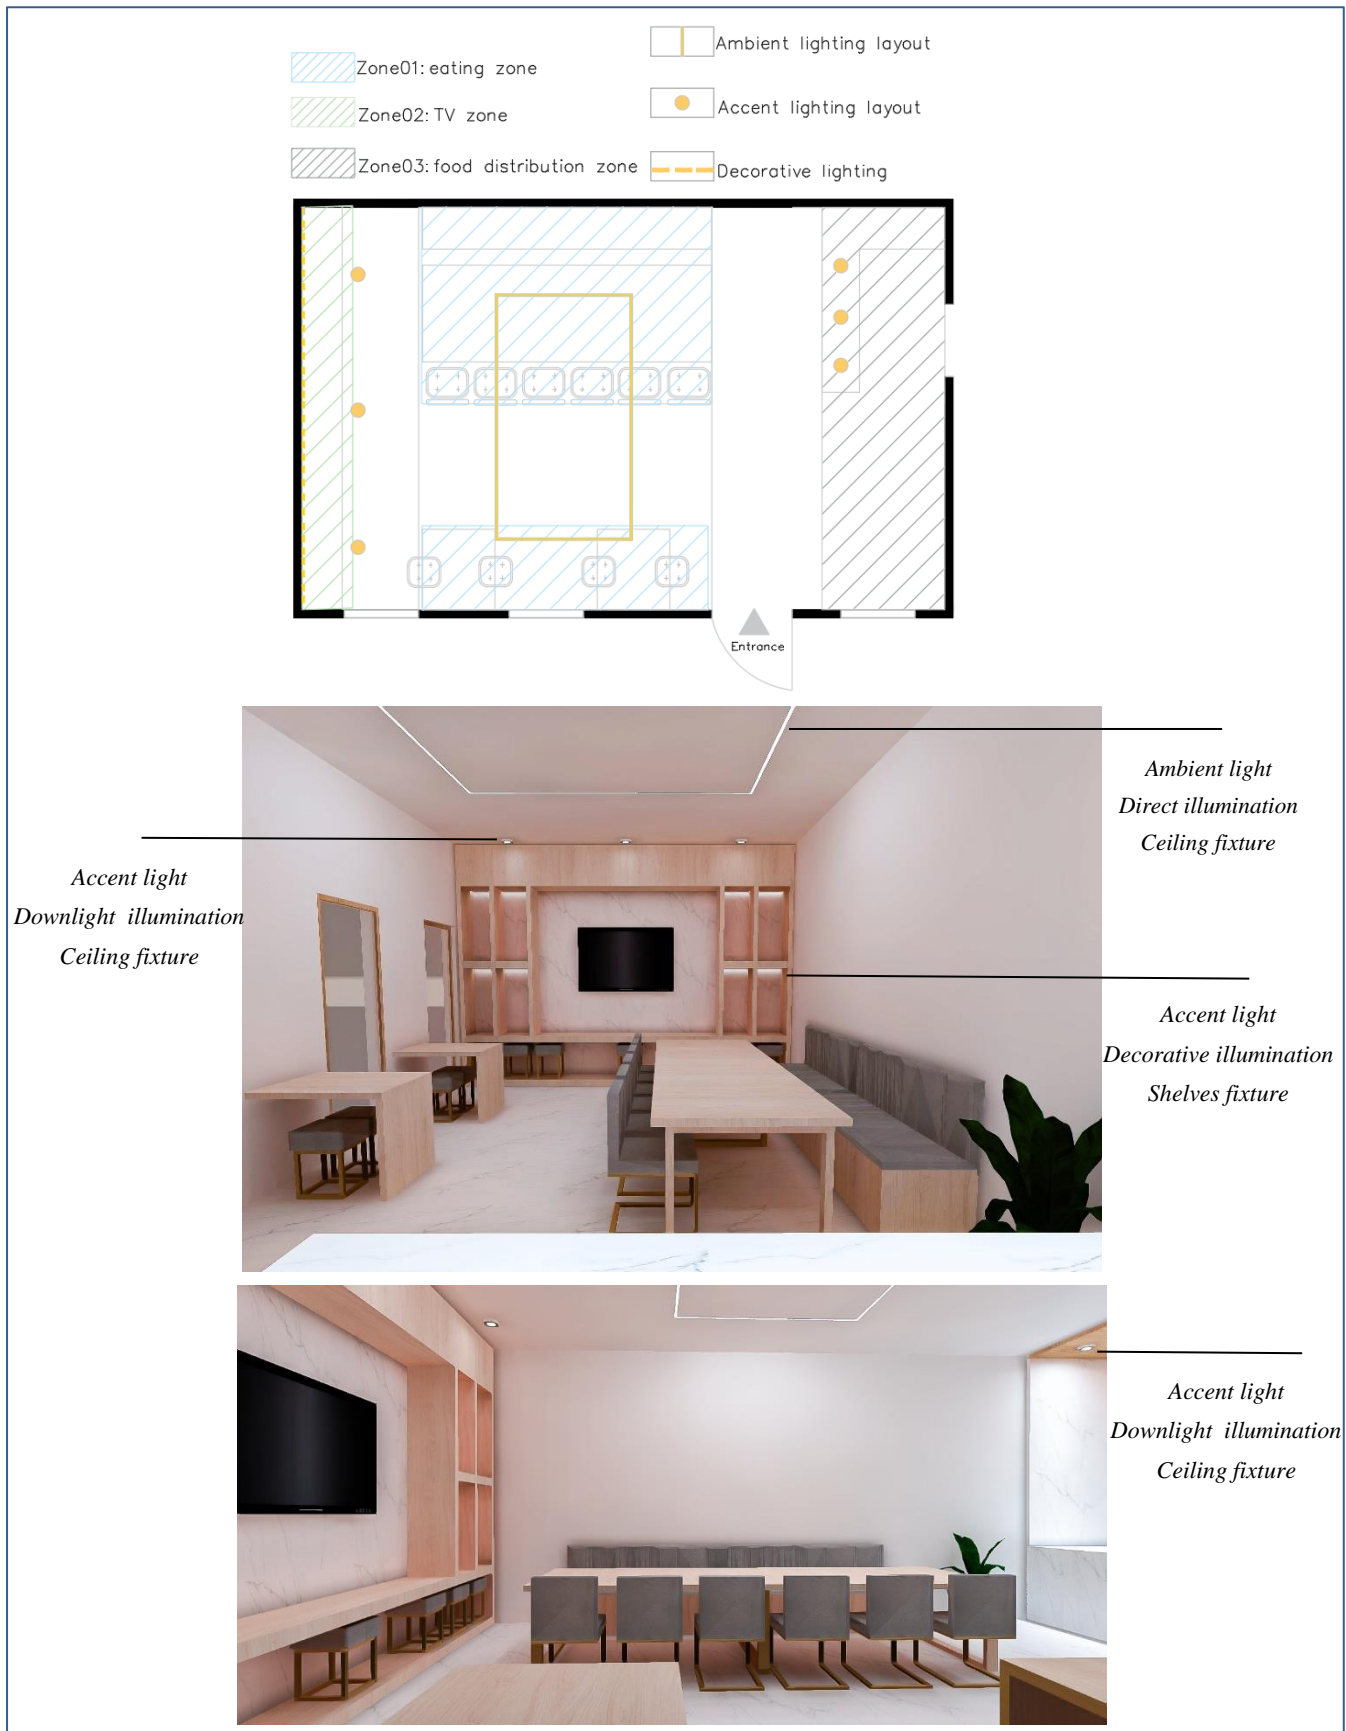 Zone01: eating zone
Zone02: TV zone
Zone03: food distribution zone
Ambient lighting layout
Accent lighting layout
Decorative lighting
Entrance
Ambient light
Direct illumination
Ceiling fixture
Accent light
Downlight illumination
Ceiling fixture
Accent light
Decorative illumination
Shelves fixture
Accent light
Downlight illumination
Ceiling fixture